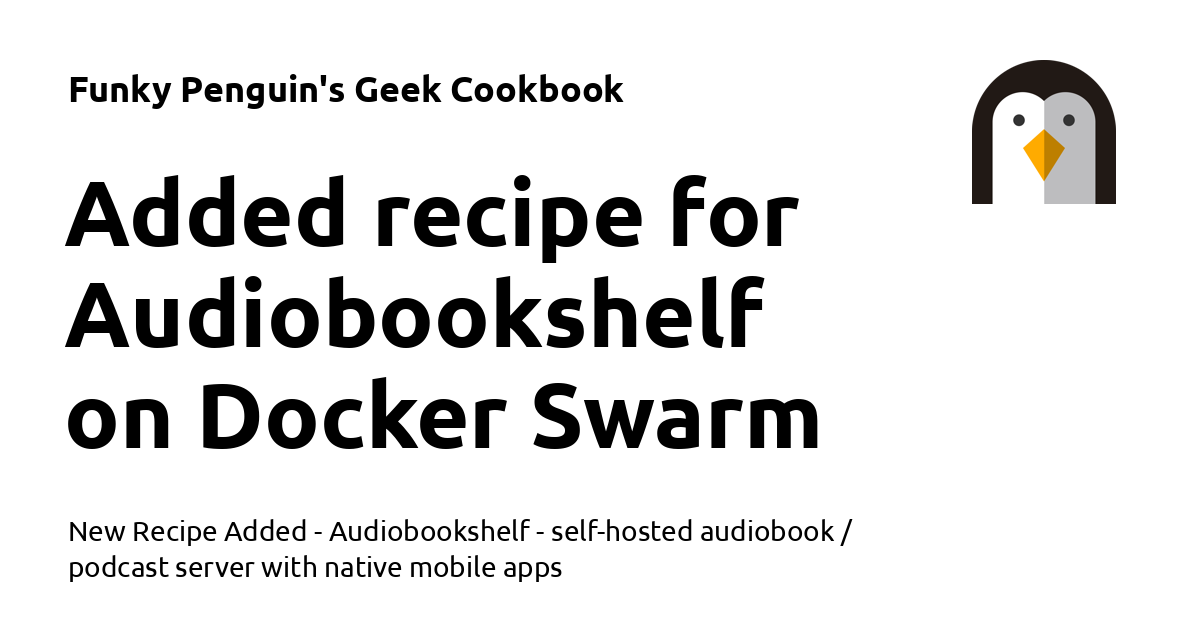 Funky Penguin's Geek Cookbook
Added recipe for
Audiobookshelf
on Docker Swarm
New Recipe Added - Audiobookshelf - self-hosted audiobook /
podcast server with native mobile apps